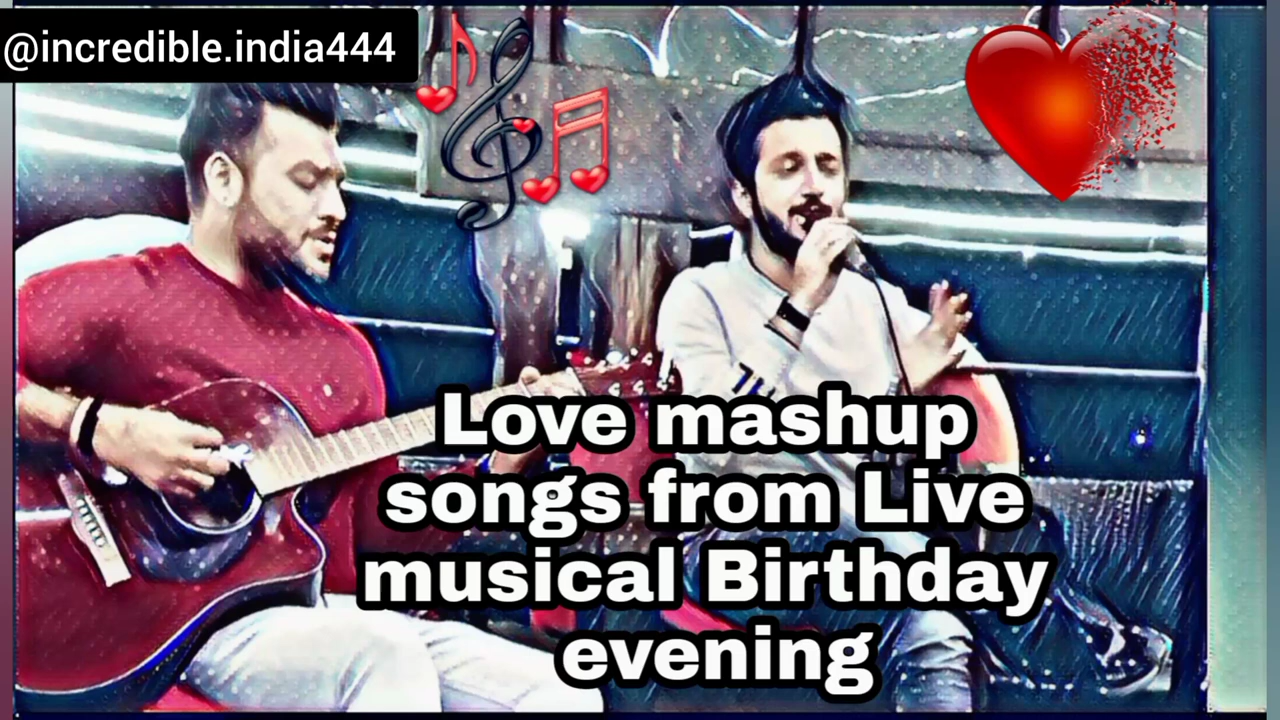 @incredible.india444
Love mashup
songs from Live
musical Birthday
evening